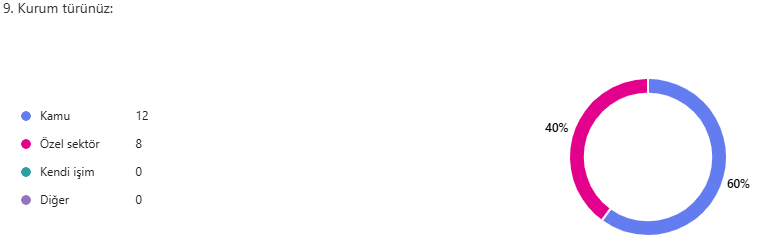 9. Kurum türünüz:
Kamu 12
Özel sektör 8
Kendi işim 0
Diğer 0
40%
60%